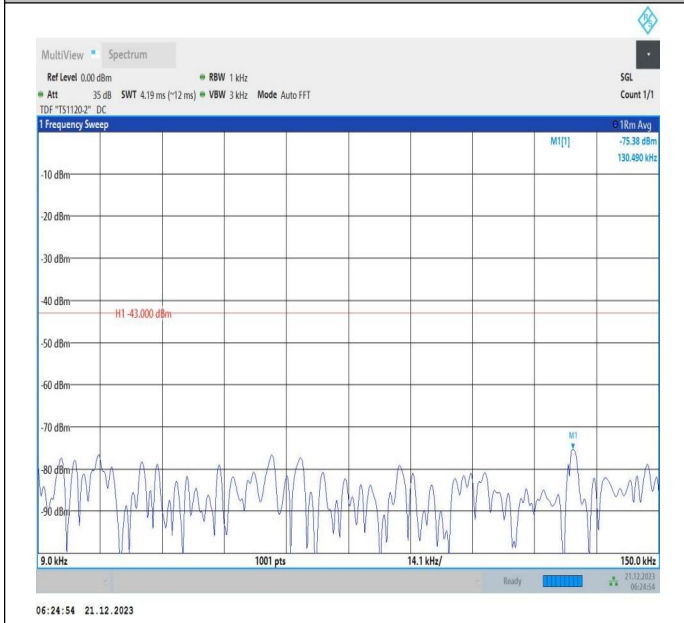 R S
MultiView Spectrum
Ref Level 0.00 dBm RBW 1 kHz SGL
Att 35 dB SWT 4.19 ms (~12 ms) VBW 3 kHz Mode Auto FFT Count 1/1
TDF "TS1120-2" DC
1 Frequency Sweep 1Rm Avg
M1[1] -75.38 dBm
130.490 kHz
-10 dBm
-20 dBm
-30 dBm
-40 dBm
H1 -43.000 dBm
-50 dBm
-60 dBm
-70 dBm
M1
-80 dBm
-90 dBm
9.0 kHz 1001 pts 14.1 kHz/ 150.0 kHz
Ready 21.12.2023
06:24:54
06:24:54 21.12.2023